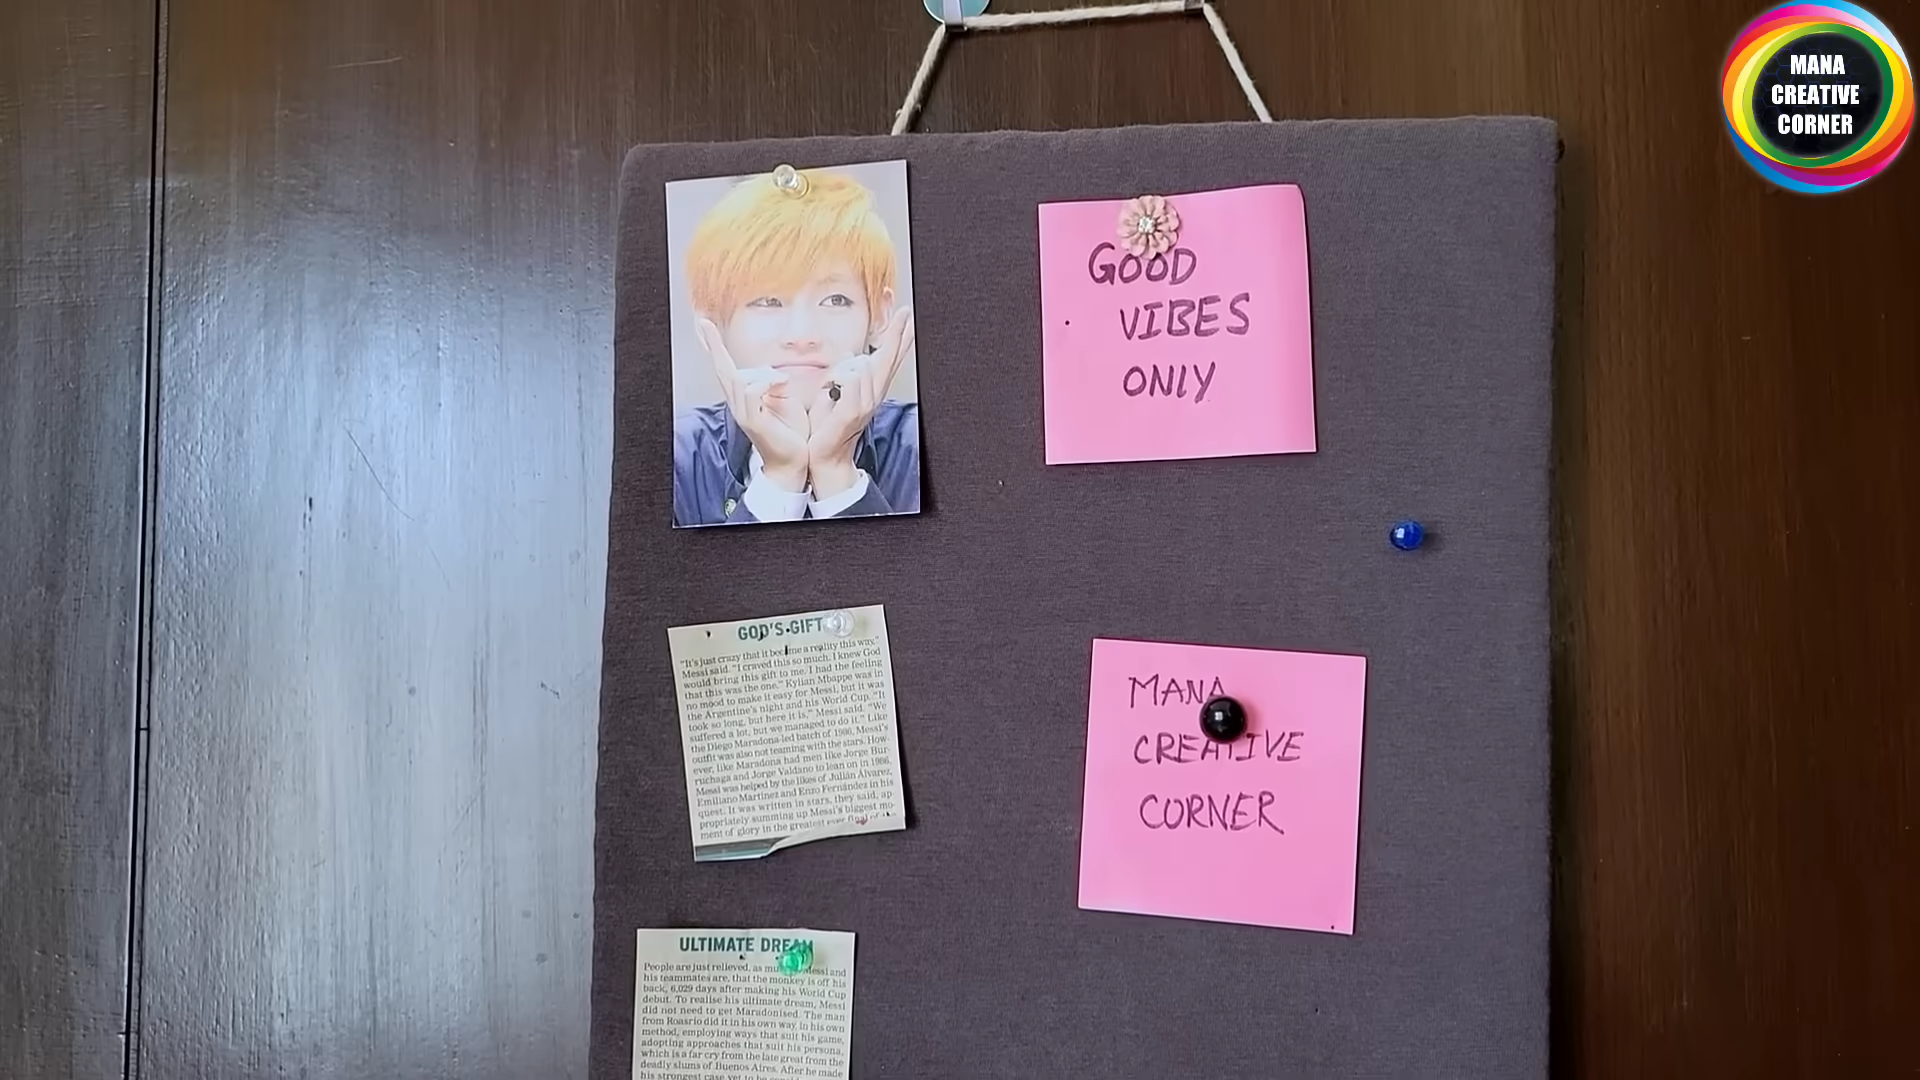 MANA
CREATIVE
CORNER
GOOD
VIBES
ONLY
GOD'S GIFT
"It's just crazy that it became a reality this way,"
Messi said. "I craved this so much. I knew God
would bring this gift to me. I had the feeling
that this was the one." Kylian Mbappe was in
no mood to make it easy for Messi, but it was
the Argentine's night and his World Cup. "It
took so long, but here it is," Messi said. "We
suffered a lot, but we managed to do it." Like
the Diego Maradona-led batch of 1986, Messi's
outfit was also not teaming with the stars. How-
ever, like Maradona had men like Jorge Bur-
ruchaga and Jorge Valdano to lean on in 1986,
Messi was helped by the likes of Julián Álvarez,
Emiliano Martínez and Enzo Fernández in his
quest. It was written in stars, they said, ap-
propriately summing up Messi's biggest mo-
ment of glory in the greatest ever final of the
MANA
CREATIVE
CORNER
ULTIMATE DREAM
People are just relieved, as much Messi and
his teammates are, that the monkey is off his
back, 6,029 days after making his World Cup
debut. To realise his ultimate dream, Messi
did not need to get Maradonised. The man
from Roasrio did it in his own way, in his own
method, employing ways that suit his game,
adopting approaches that suit his persona,
which is a far cry from the late great from the
deadly slums of Buenos Aires. After he made
his strongest case yet to be